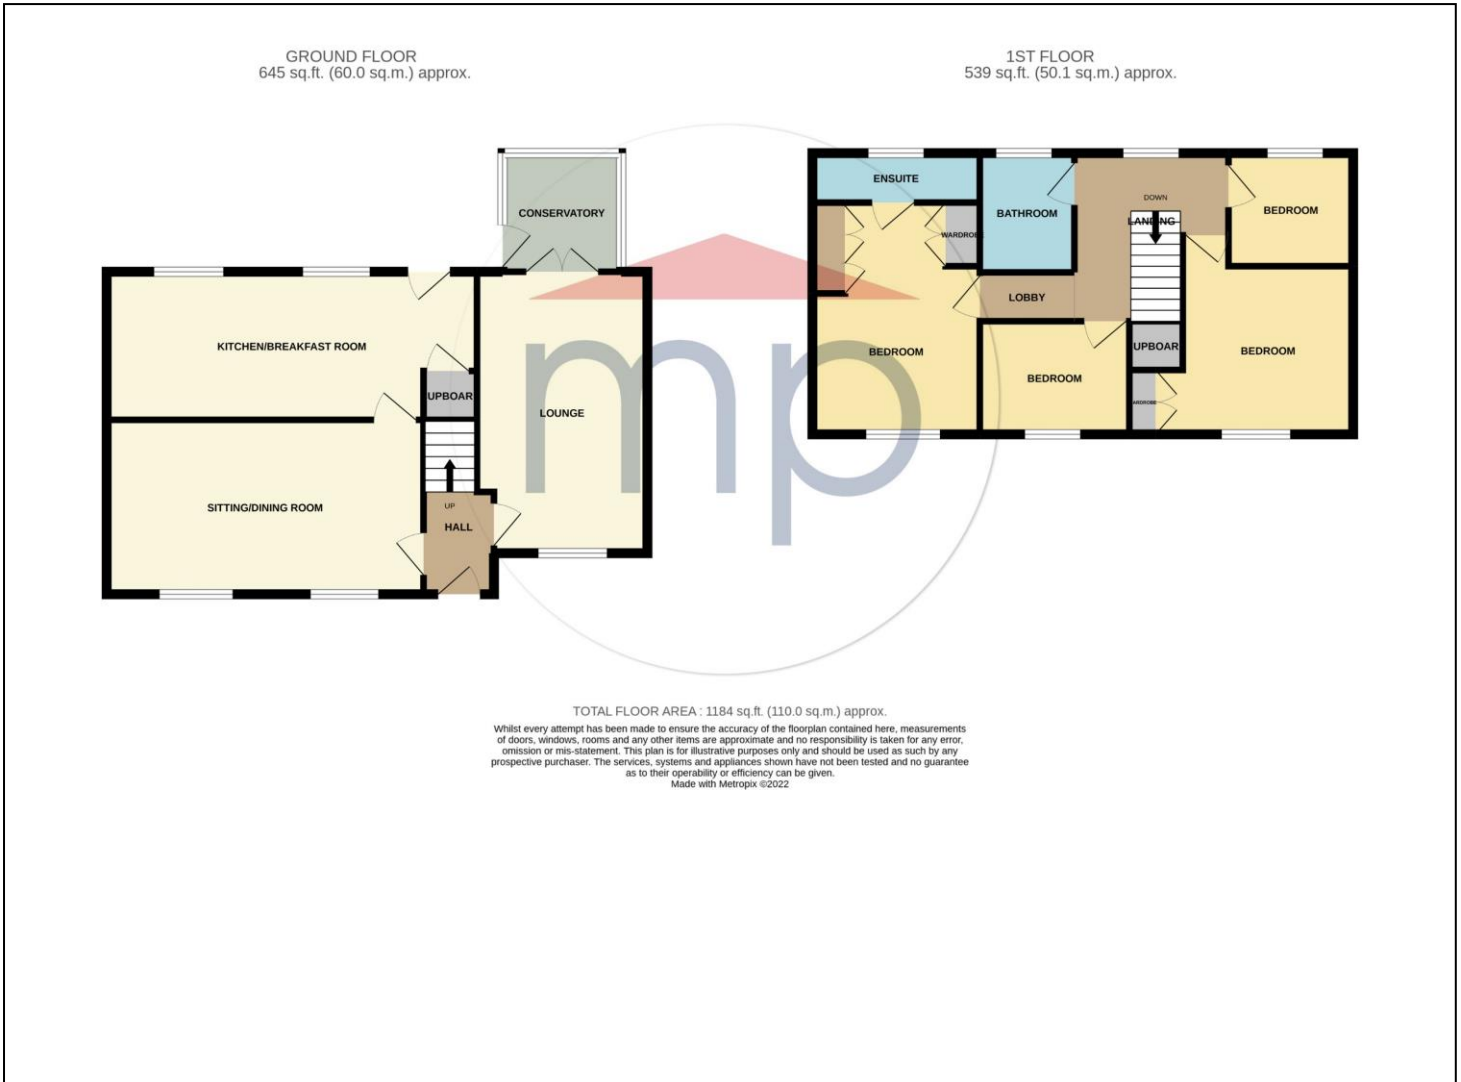 GROUND FLOOR
645 sq.ft. (60.0 sq.m.) approx.
1ST FLOOR
539 sq.ft. (50.1 sq.m.) approx.
CONSERVATORY
KITCHEN/BREAKFAST ROOM
UPBOAR
LOUNGE
SITTING/DINING ROOM
UP
HALL
ENSUITE
BATHROOM
DOWN
LANDING
BEDROOM
WARDROBE
LOBBY
BEDROOM
BEDROOM
UPBOAR
BEDROOM
ARDROBE
mp
TOTAL FLOOR AREA : 1184 sq.ft. (110.0 sq.m.) approx.
Whilst every attempt has been made to ensure the accuracy of the floorplan contained here, measurements
of doors, windows, rooms and any other items are approximate and no responsibility is taken for any error,
omission or mis-statement. This plan is for illustrative purposes only and should be used as such by any
prospective purchaser. The services, systems and appliances shown have not been tested and no guarantee
as to their operability or efficiency can be given.
Made with Metropix ©2022